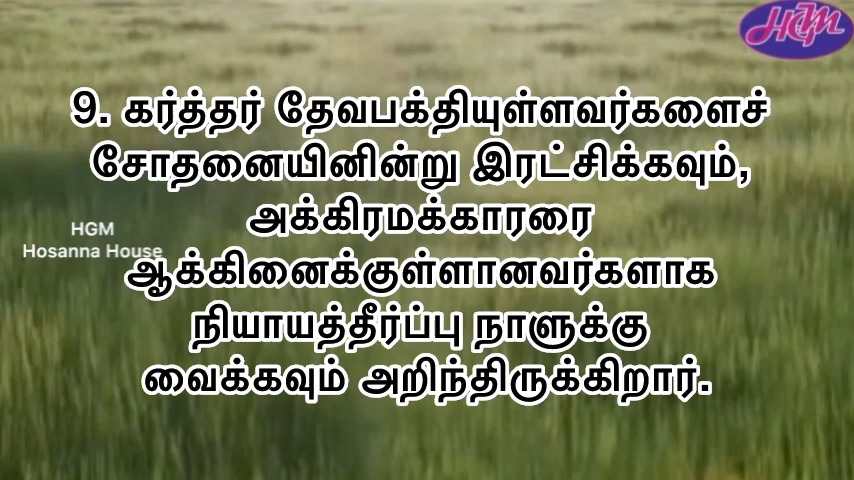 HGM
9. கர்த்தர் தேவபக்தியுள்ளவர்களைச்
சோதனையினின்று இரட்சிக்கவும்,
அக்கிரமக்காரரை
HGM
Hosanna House
ஆக்கினைக்குள்ளானவர்களாக
நியாயத்தீர்ப்பு நாளுக்கு
வைக்கவும் அறிந்திருக்கிறார்.